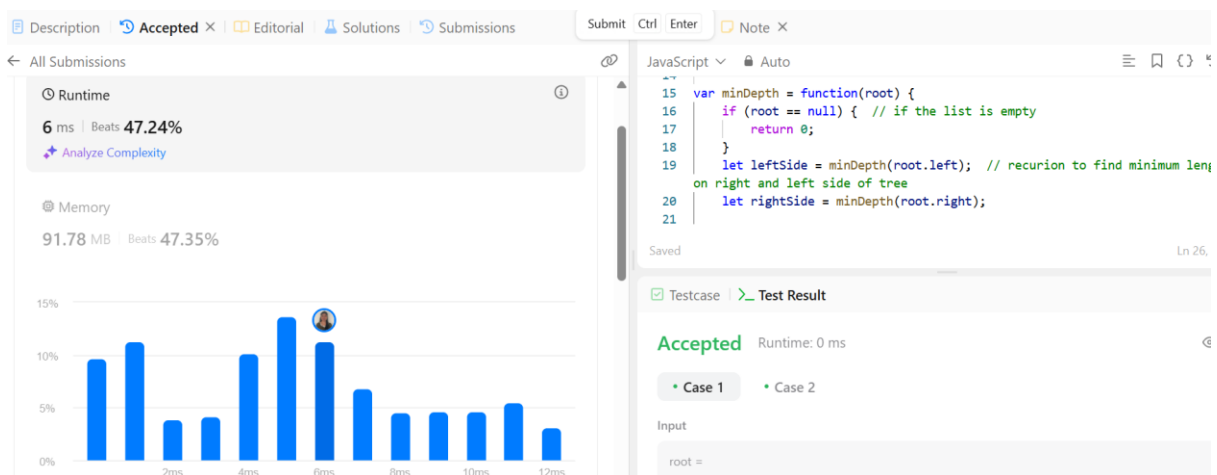 Description Accepted Editorial Solutions Submissions
Submit Ctrl Enter
Note
All Submissions
Runtime
6 ms Beats 47.24%
Analyze Complexity
Memory
91.78 MB Beats 47.35%
15%
10%
5%
0%
2ms 4ms 6ms 8ms 10ms 12ms
JavaScript Auto
14
15 var minDepth = function(root) {
16 if (root == null) { // if the list is empty
17 return 0;
18 }
19 let leftSide = minDepth(root.left); // recurion to find minimum leng
on right and left side of tree
20 let rightSide = minDepth(root.right);
21
Saved Ln 26,
Testcase Test Result
Accepted Runtime: 0 ms
Case 1 Case 2
Input
root =